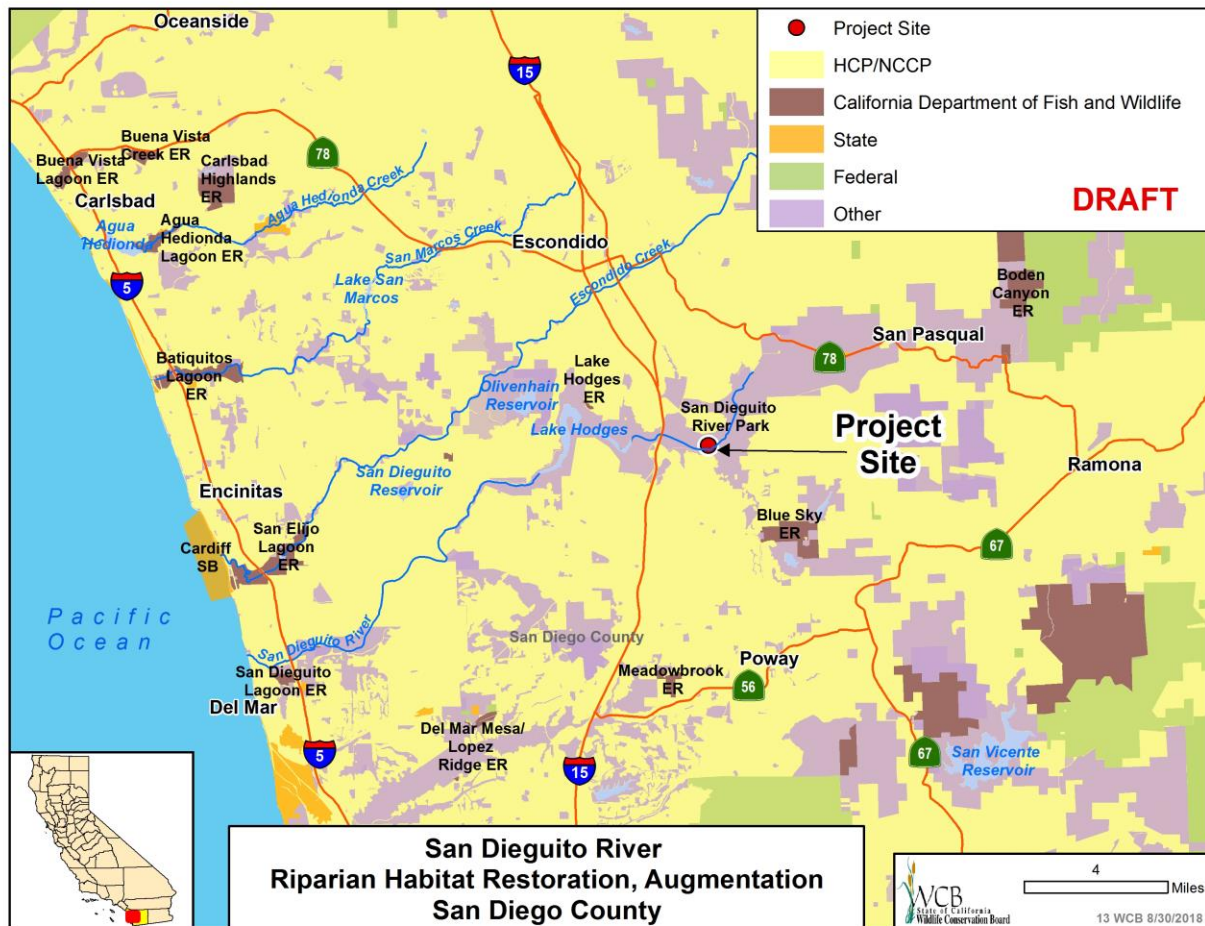 Oceanside
15
Project Site
HCP/NCCP
California Department of Fish and Wildlife
State
Federal
Other
DRAFT
Buena Vista
Creek ER
Buena Vista
Lagoon ER
Carlsbad
Highlands
ER
78
Carlsbad
Agua
Hedionda
Agua
Hedionda
Lagoon ER
Agua Hedionda Creek
San Marcos Creek
Escondido
Escondido Creek
5
Lake San
Marcos
Boden
Canyon
ER
San Pasqual
78
Batiquitos
Lagoon
ER
Olivenhain
Reservoir
Lake
Hodges
ER
Lake Hodges
San Dieguito
River Park
Project
Site
Ramona
San Dieguito
Reservoir
Encinitas
San Elijo
Lagoon
ER
Cardiff
SB
Blue Sky
ER
67
Pacific
Ocean
San Dieguito River
San Diego County
San Dieguito
Lagoon ER
Del Mar
Meadowbrook
ER
Poway
56
Del Mar Mesa/
Lopez
Ridge ER
5
15
67
San Vicente
Reservoir
San Dieguito River
Riparian Habitat Restoration, Augmentation
San Diego County
WCB
State of California
Wildlife Conservation Board
4
Miles
13 WCB 8/30/2018